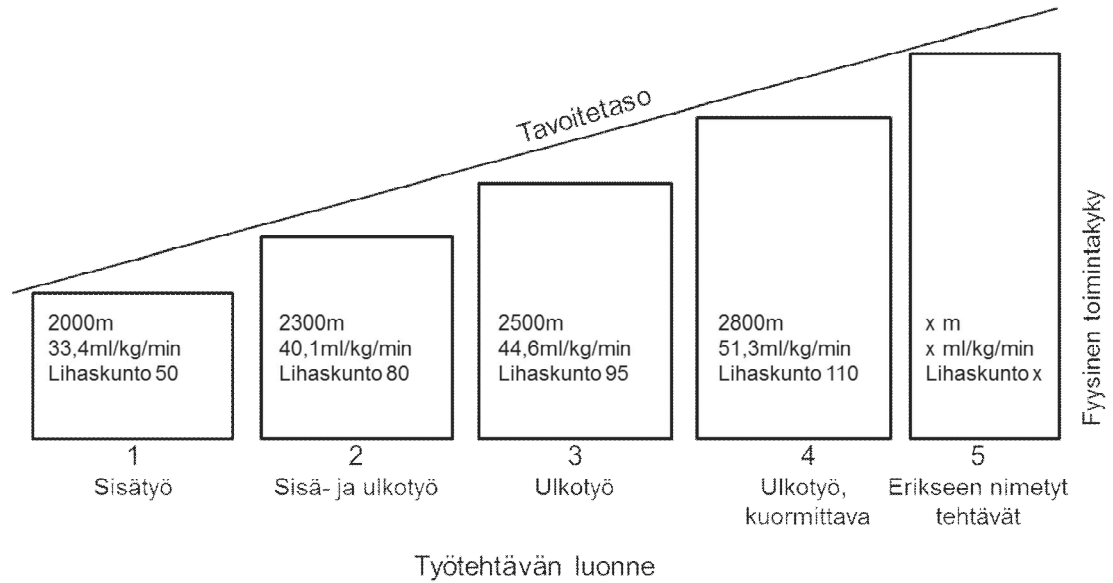 Tavoitetaso
2000m
33,4ml/kg/min
Lihaskunto 50
2300m
40,1ml/kg/min
Lihaskunto 80
2500m
44,6ml/kg/min
Lihaskunto 95
2800m
51,3ml/kg/min
Lihaskunto 110
x m
x ml/kg/min
Lihaskunto x
Fyysinen toimintakyky
1
Sisätyö
2
Sisä- ja ulkotyö
3
Ulkotyö
4
Ulkotyö,
kuormittava
5
Erikseen nimetyt
tehtävät
Työtehtävän luonne